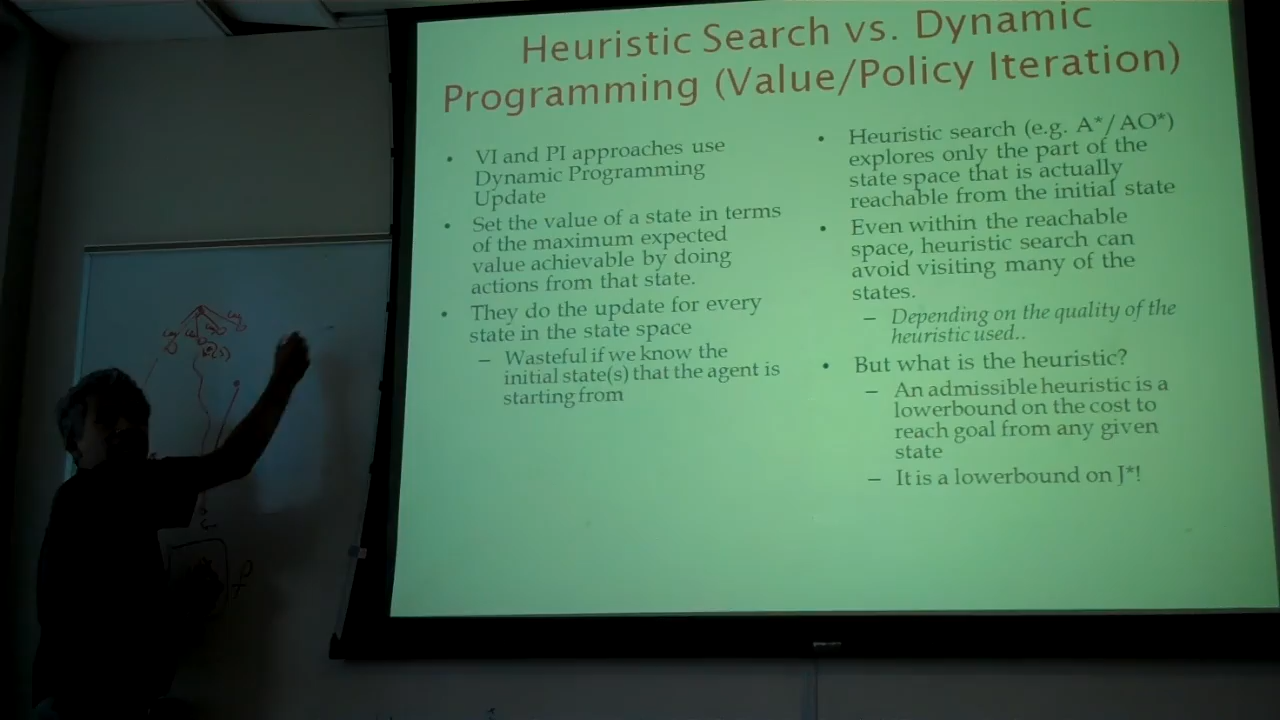 Heuristic Search vs. Dynamic
Programming (Value/Policy Iteration)
• VI and PI approaches use
Dynamic Programming
Update
• Set the value of a state in terms
of the maximum expected
value achievable by doing
actions from that state.
• They do the update for every
state in the state space
– Wasteful if we know the
initial state(s) that the agent is
starting from
• Heuristic search (e.g. A*/AO*)
explores only the part of the
state space that is actually
reachable from the initial state
• Even within the reachable
space, heuristic search can
avoid visiting many of the
states.
– Depending on the quality of the
heuristic used..
• But what is the heuristic?
– An admissible heuristic is a
lowerbound on the cost to
reach goal from any given
state
– It is a lowerbound on J*!